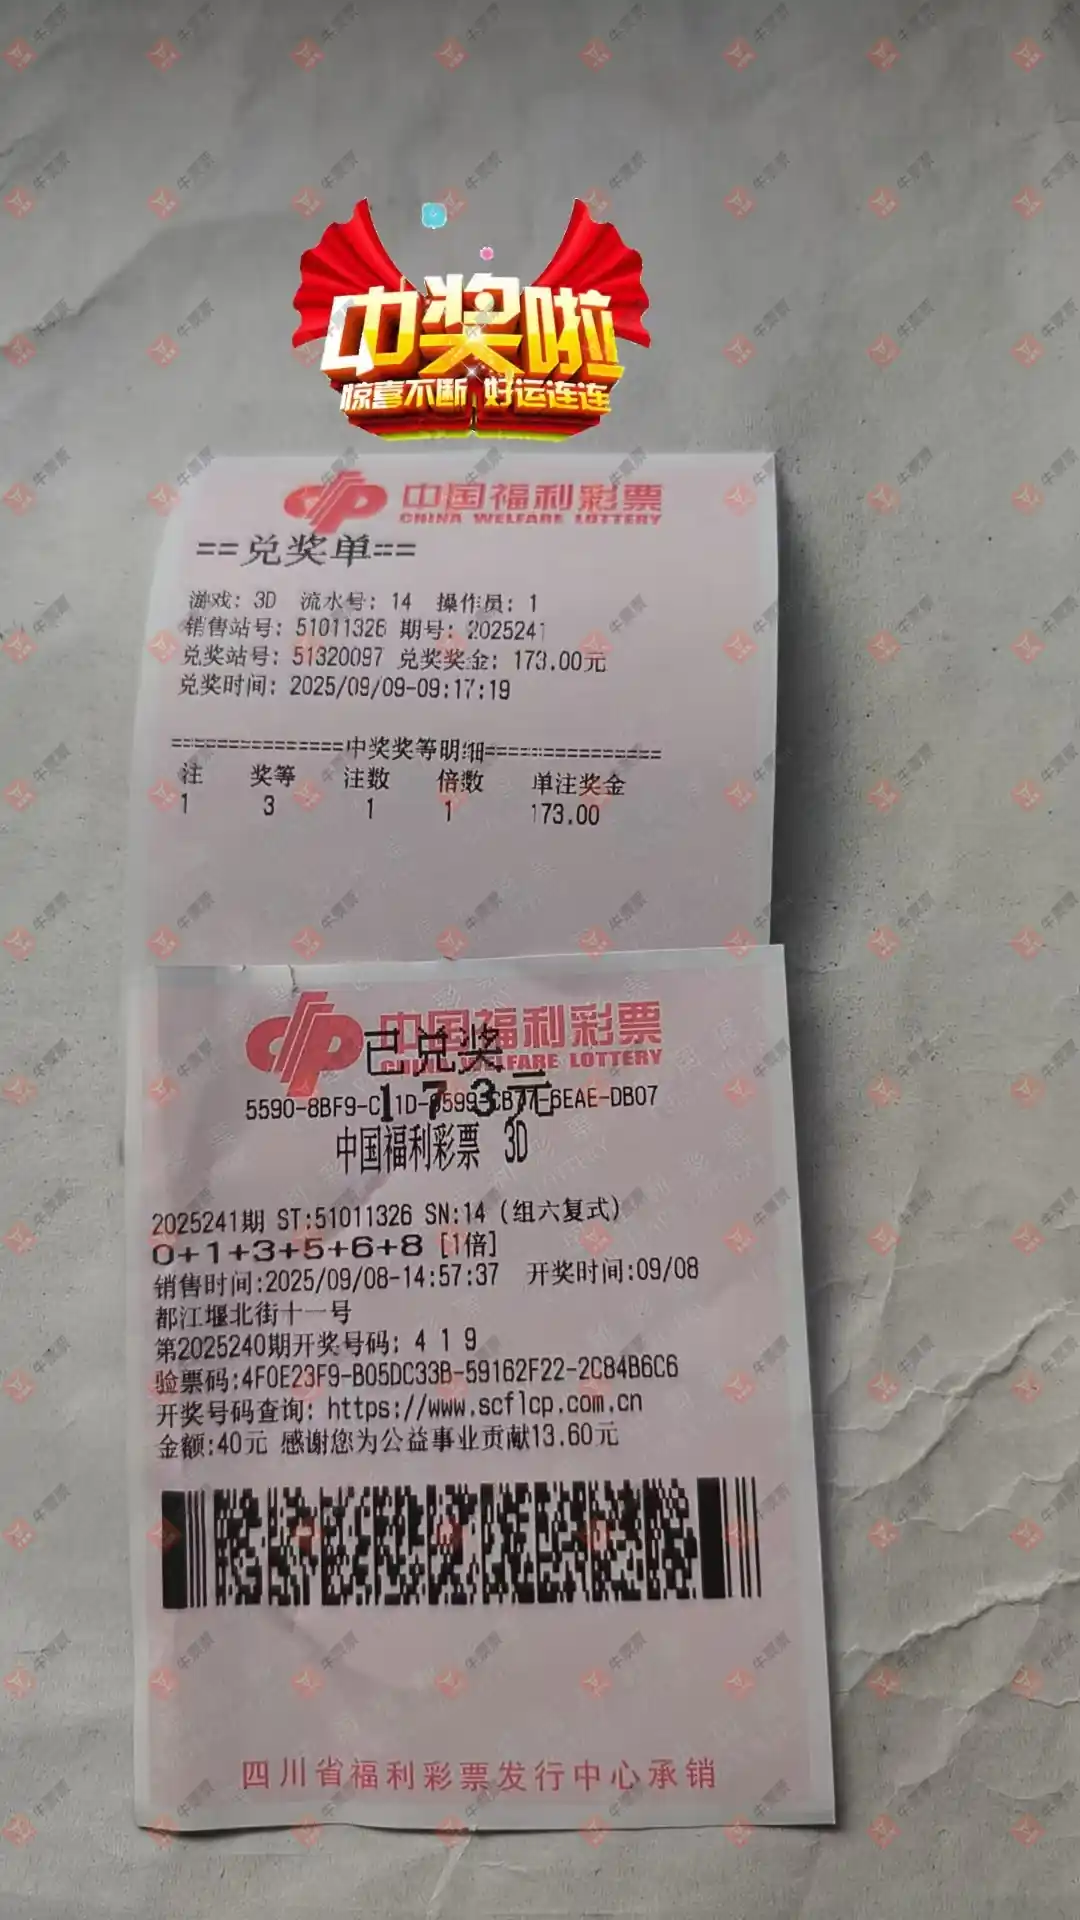 中奖啦
惊喜不断 好运连连
中国福利彩票
CHINA WELFARE LOTTERY
==兑奖单==
游戏: 3D 流水号: 14 操作员: 1
销售站号: 51011326 期号: 2025241
兑奖站号: 51320097 兑奖奖金: 173.00元
兑奖时间: 2025/09/09-09:17:19
===============中奖奖等明细===============
注 奖等 注数 倍数 单注奖金
1 3 1 1 173.00
中国福利彩票
CHINA WELFARE LOTTERY
已兑奖
173元
中国福利彩票 3D
2025241期 ST:51011326 SN:14 (组六复式)
0+1+3+5+6+8 [1倍]
销售时间:2025/09/08-14:57:37 开奖时间:09/08
都江堰北街十一号
第2025240期开奖号码: 4 1 9
验票码:4F0E23F9-B05DC33B-59162F22-2C84B6C6
开奖号码查询: https://www.scflcp.com.cn
金额:40元 感谢您为公益事业贡献13.60元
四川省福利彩票发行中心承销